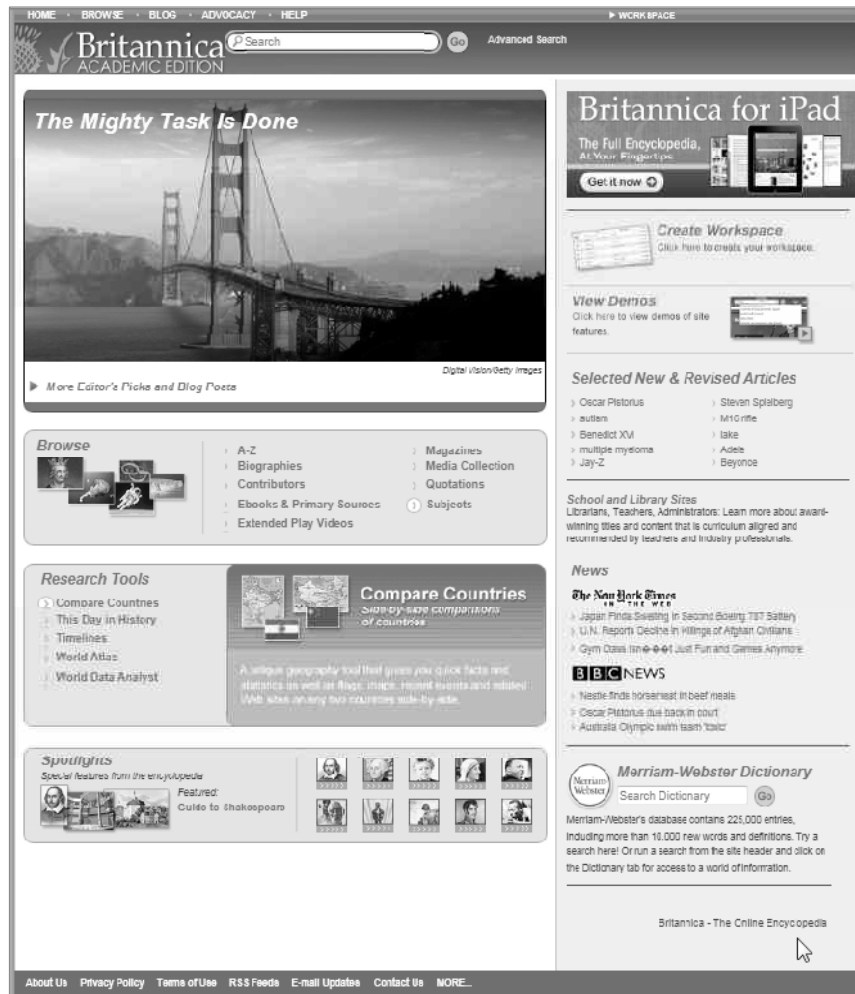 HOME · BROWSE · BLOG · ADVOCACY · HELP
▶ WORKSPACE
Britannica
ACADEMIC EDITION
Search
Go
Advanced Search
The Mighty Task Is Done
Digital Vision/Getty Images
▶ More Editor's Picks and Blog Posts
Browse
A-Z
Biographies
Contributors
Ebooks & Primary Sources
Extended Play Videos
Magazines
Media Collection
Quotations
Subjects
Research Tools
Compare Countries
This Day in History
Timelines
World Atlas
World Data Analyst
Compare Countries
Side-by-side comparisons
of countries
A unique geography tool that gives you quick facts and
statistics as well as flags, maps, recent events and related
Web sites on any two countries side-by-side.
Spotlights
Special features from the encyclopedia
Featured:
Guide to Shakespeare
Britannica for iPad
The Full Encyclopedia,
At Your Fingertips
Get it now
Create Workspace
Click here to create your workspace.
View Demos
Click here to view demos of site
features.
Selected New & Revised Articles
Oscar Pistorius
autism
Benedict XVI
multiple myeloma
Jay-Z
Steven Spielberg
M16 rifle
lake
Adele
Beyonce
School and Library Sites
Librarians, Teachers, Administrators: Learn more about award-
winning titles and content that is curriculum aligned and
recommended by teachers and industry professionals.
News
The New York Times
ON THE WEB
Japan Finds Swelling in Second Boeing 787 Battery
U.N. Reports Decline in Killings of Afghan Civilians
Gym Class Isn���t Just Fun and Games Anymore
BBC NEWS
Nestle finds horsemeat in beef meals
Oscar Pistorius due back in court
Australia Olympic swim team 'toxic'
Merriam-Webster
Merriam-Webster Dictionary
Search Dictionary
Go
Merriam-Webster's database contains 225,000 entries,
including more than 10,000 new words and definitions. Try a
search here! Or run a search from the site header and click on
the Dictionary tab for access to a world of information.
Britannica - The Online Encyclopedia
About Us Privacy Policy Terms of Use RSS Feeds E-mail Updates Contact Us MORE...